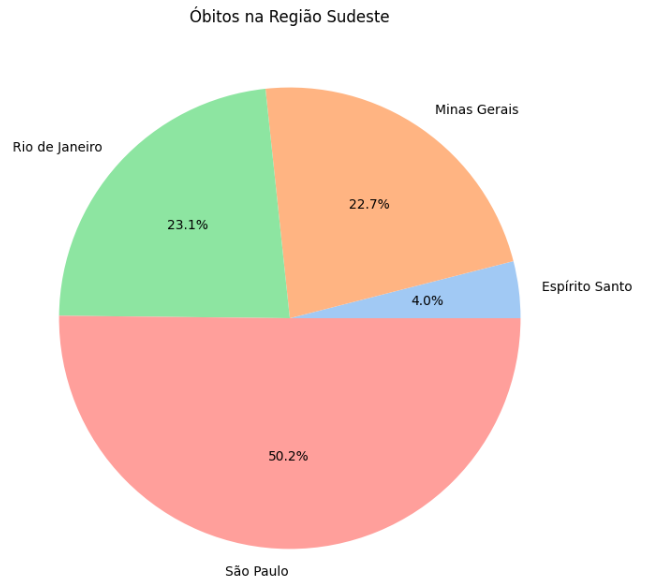 Óbitos na Região Sudeste
Minas Gerais
Rio de Janeiro
22.7%
23.1%
Espírito Santo
4.0%
50.2%
São Paulo